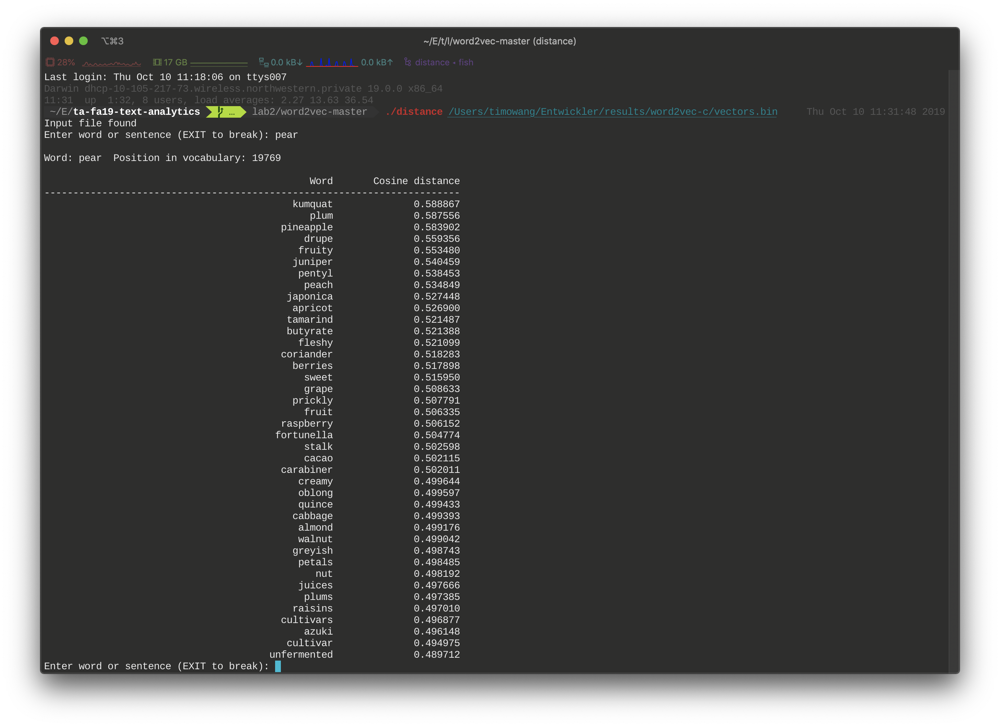 ⌥⌘3 ~/E/t/l/word2vec-master (distance)
28% 17 GB 0.0 kB↓ 0.0 kB↑ distance ◂ fish
Last login: Thu Oct 10 11:18:06 on ttys007
Darwin dhcp-10-105-217-73.wireless.northwestern.private 19.0.0 x86_64
11:31  up  1:32, 8 users, load averages: 2.27 13.63 36.54
~/E/ta-fa19-text-analytics … lab2/word2vec-master ./distance /Users/timowang/Entwickler/results/word2vec-c/vectors.bin Thu Oct 10 11:31:48 2019
Input file found
Enter word or sentence (EXIT to break): pear
Word: pear  Position in vocabulary: 19769
Word Cosine distance
------------------------------------------------------------------------
kumquat 0.588867
plum 0.587556
pineapple 0.583902
drupe 0.559356
fruity 0.553480
juniper 0.540459
pentyl 0.538453
peach 0.534849
japonica 0.527448
apricot 0.526900
tamarind 0.521487
butyrate 0.521388
fleshy 0.521099
coriander 0.518283
berries 0.517898
sweet 0.515950
grape 0.508633
prickly 0.507791
fruit 0.506335
raspberry 0.506152
fortunella 0.504774
stalk 0.502598
cacao 0.502115
carabiner 0.502011
creamy 0.499644
oblong 0.499597
quince 0.499433
cabbage 0.499393
almond 0.499176
walnut 0.499042
greyish 0.498743
petals 0.498485
nut 0.498192
juices 0.497666
plums 0.497385
raisins 0.497010
cultivars 0.496877
azuki 0.496148
cultivar 0.494975
unfermented 0.489712
Enter word or sentence (EXIT to break):